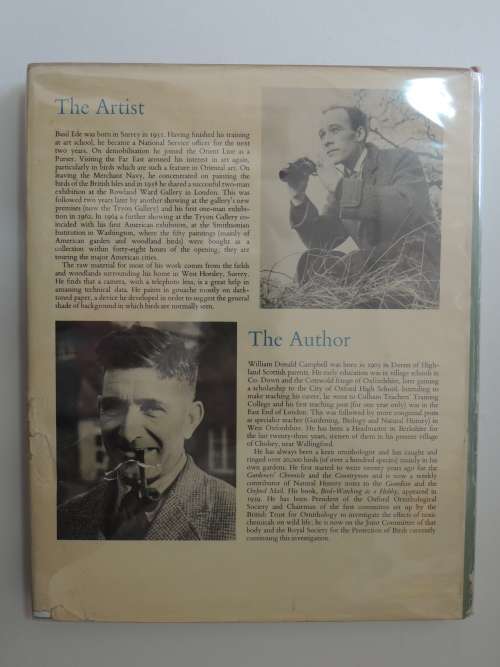 The Artist
Basil Ede was born in Surrey in 1931. Having finished his training
at art school, he became a National Service officer for the next
two years. On demobilisation he joined the Orient Line as a
Purser. Visiting the Far East aroused his interest in art again,
particularly in birds which are such a feature in Oriental art. On
leaving the Merchant Navy, he concentrated on painting the
birds of the British Isles and in 1958 he shared a successful two-man
exhibition at the Rowland Ward Gallery in London. This was
followed two years later by another showing at the gallery's new
premises (now the Tryon Gallery) and his first one-man exhibi-
tion in 1962. In 1964 a further showing at the Tryon Gallery co-
incided with his first American exhibition, at the Smithsonian
Institution in Washington, where the fifty paintings (mainly of
American garden and woodland birds) were bought as a
collection within forty-eight hours of the opening; they are
touring the major American cities.
The raw material for most of his work comes from the fields
and woodlands surrounding his home in West Horsley, Surrey.
He finds that a camera, with a telephoto lens, is a great help in
amassing technical data. He paints in gouache mostly on dark-
toned paper, a device he developed in order to suggest the general
shade of background in which birds are normally seen.
The Author
William Donald Campbell was born in 1905 in Devon of High-
land Scottish parents. His early education was in village schools in
Co. Down and the Cotswold fringe of Oxfordshire, later gaining
a scholarship to the City of Oxford High School. Intending to
make teaching his career, he went to Culham Teachers' Training
College and his first teaching post (for one year only) was in the
East End of London. This was followed by more congenial posts
as specialist teacher (Gardening, Biology and Natural History) in
West Oxfordshire. He has been a Headmaster in Berkshire for
the last twenty-three years, sixteen of them in his present village
of Cholsey, near Wallingford.
He has always been a keen ornithologist and has caught and
ringed over 20,000 birds (of over a hundred species) mainly in his
own garden. He first started to write twenty years ago for the
Gardeners' Chronicle and the Countryman and is now a weekly
contributor of Natural History notes to the Guardian and the
Oxford Mail. His book, Bird-Watching as a Hobby, appeared in
1959. He has been President of the Oxford Ornithological
Society and Chairman of the first committee set up by the
British Trust for Ornithology to investigate the effects of toxic
chemicals on wild life; he is now on the Joint Committee of that
body and the Royal Society for the Protection of Birds currently
continuing this investigation.